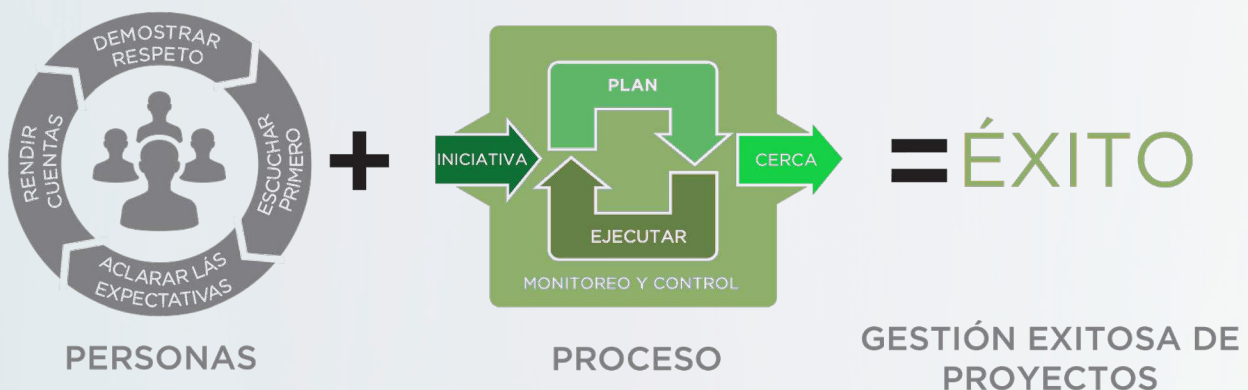 DEMOSTRAR
RESPETO
ESCUCHAR
PRIMERO
ACLARAR LÁS
EXPECTATIVAS
RENDIR
CUENTAS
PERSONAS
+
INICIATIVA
PLAN
EJECUTAR
CERCA
MONITOREO Y CONTROL
PROCESO
=ÉXITO
GESTIÓN EXITOSA DE
PROYECTOS